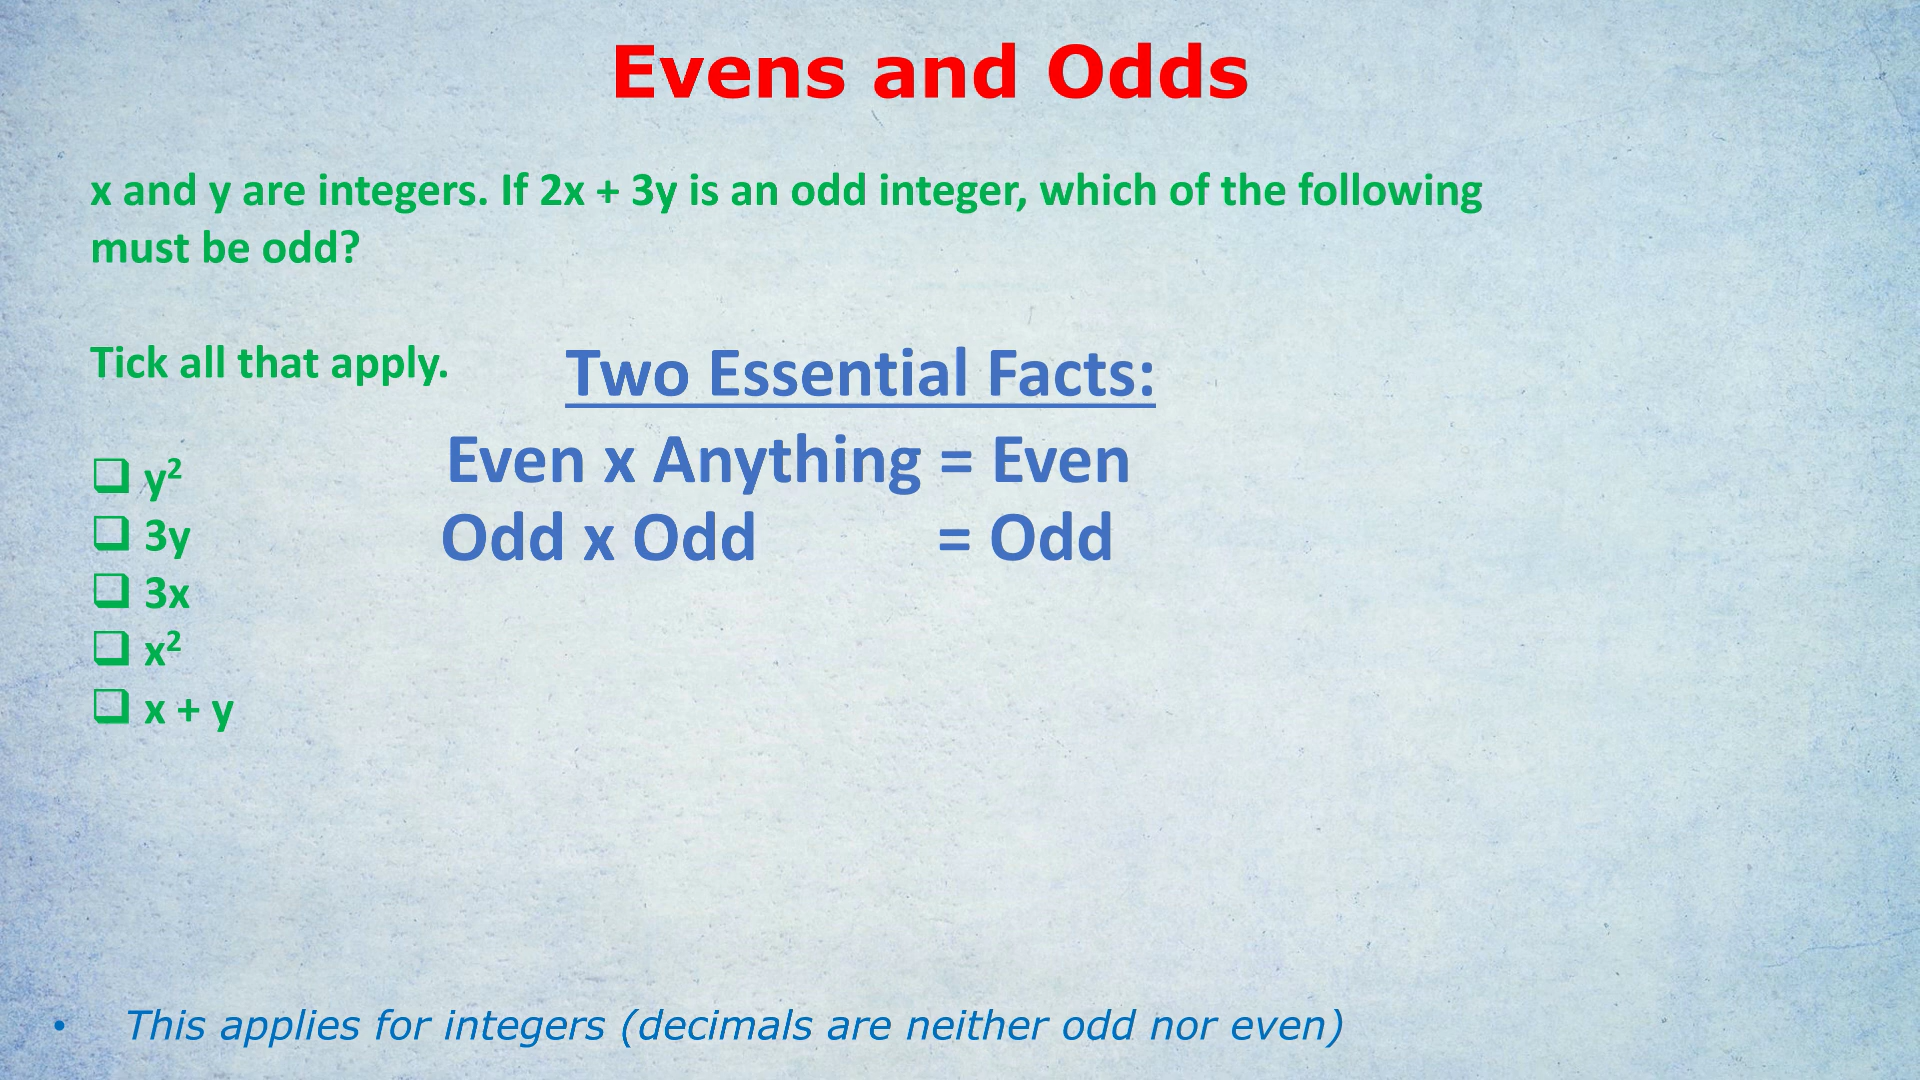 Evens and Odds
x and y are integers. If 2x + 3y is an odd integer, which of the following
must be odd?
Tick all that apply.
❑ y²
❑ 3y
❑ 3x
❑ x²
❑ x + y
Two Essential Facts:
Even x Anything = Even
Odd x Odd = Odd
• This applies for integers (decimals are neither odd nor even)